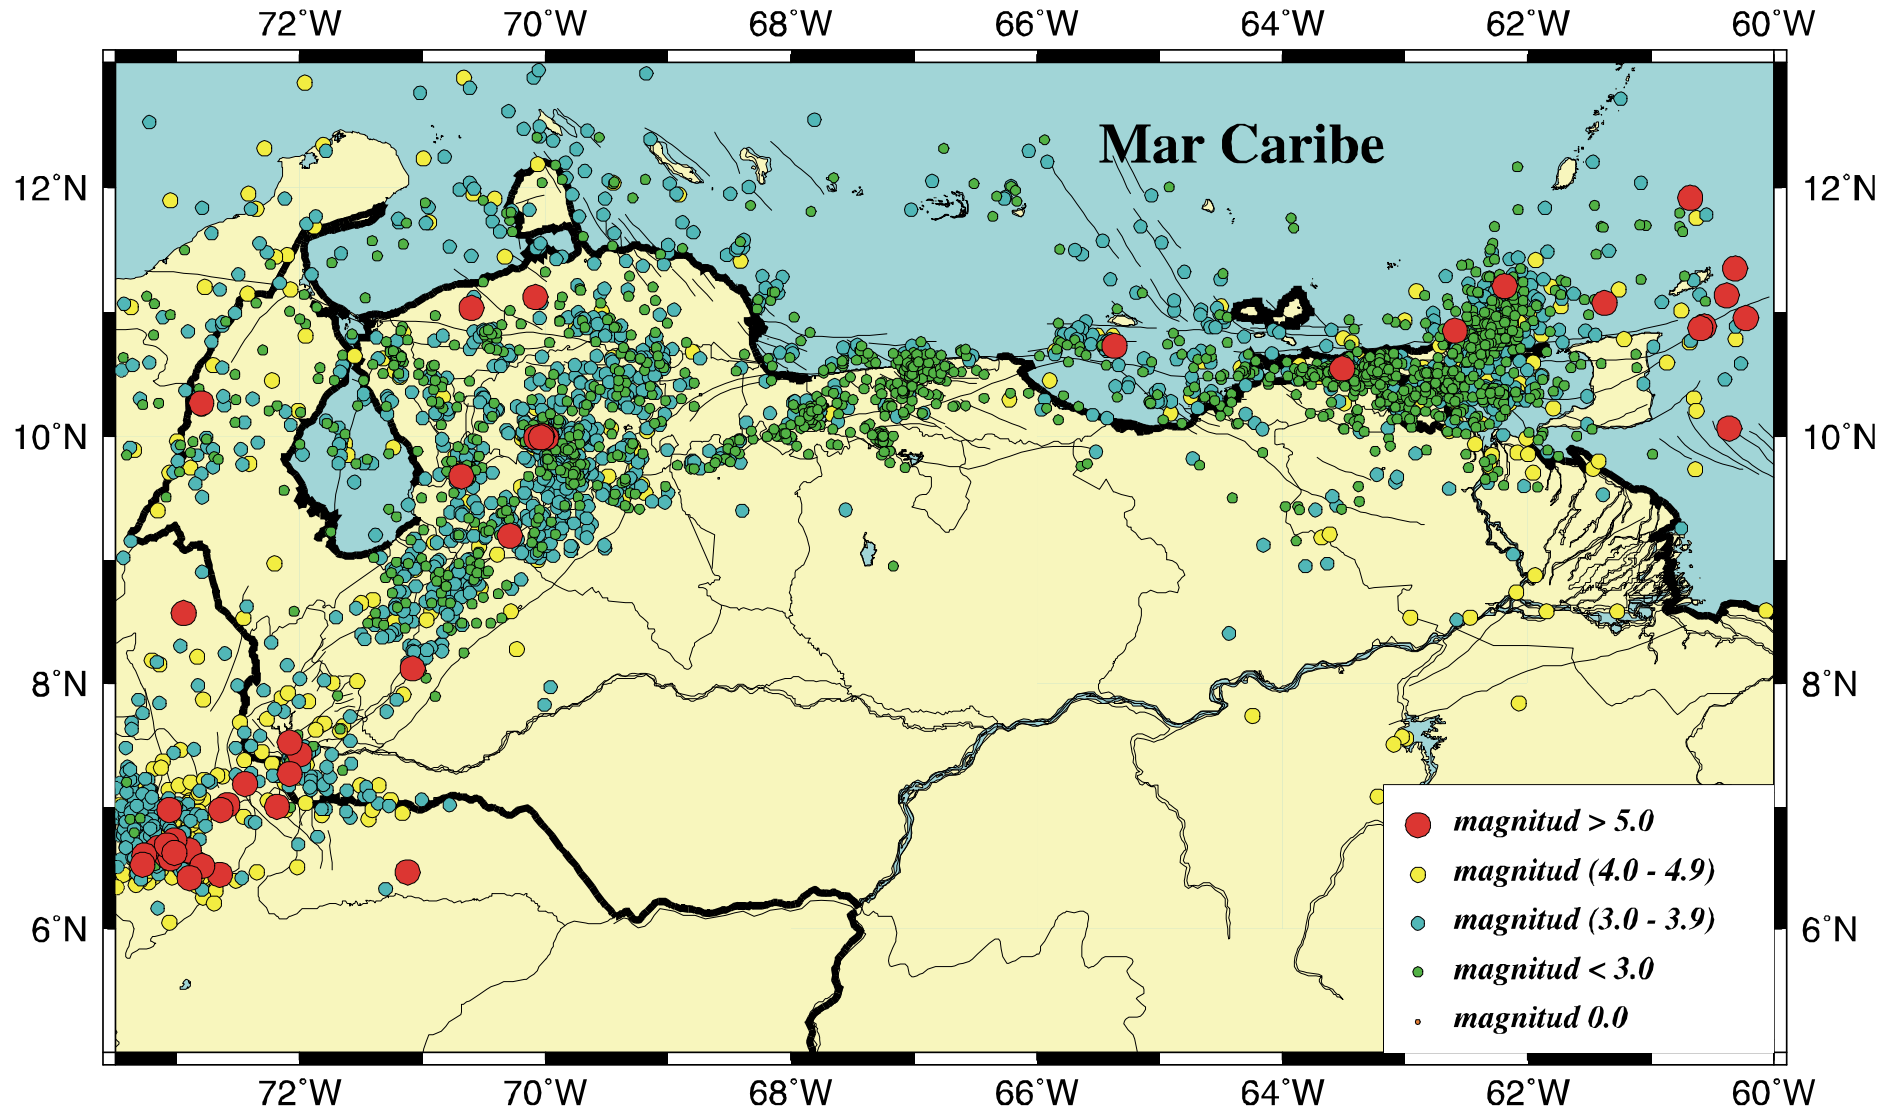 72°W 70°W 68°W 66°W 64°W 62°W 60°W
Mar Caribe
12°N 12°N
10°N 10°N
8°N 8°N
magnitud > 5.0
magnitud (4.0 - 4.9)
magnitud (3.0 - 3.9)
6°N 6°N
magnitud < 3.0
magnitud 0.0
72°W 70°W 68°W 66°W 64°W 62°W 60°W